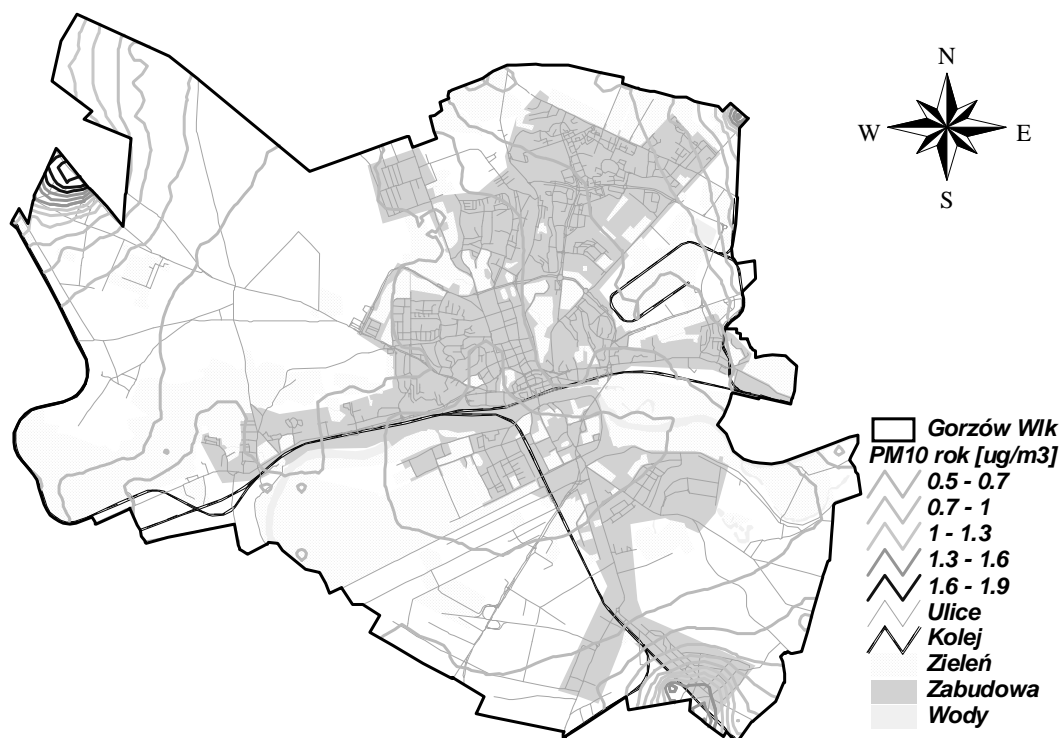 N
W E
S
Gorzów Wlk
PM10 rok [ug/m3]
0.5 - 0.7
0.7 - 1
1 - 1.3
1.3 - 1.6
1.6 - 1.9
Ulice
Kolej
Zieleń
Zabudowa
Wody